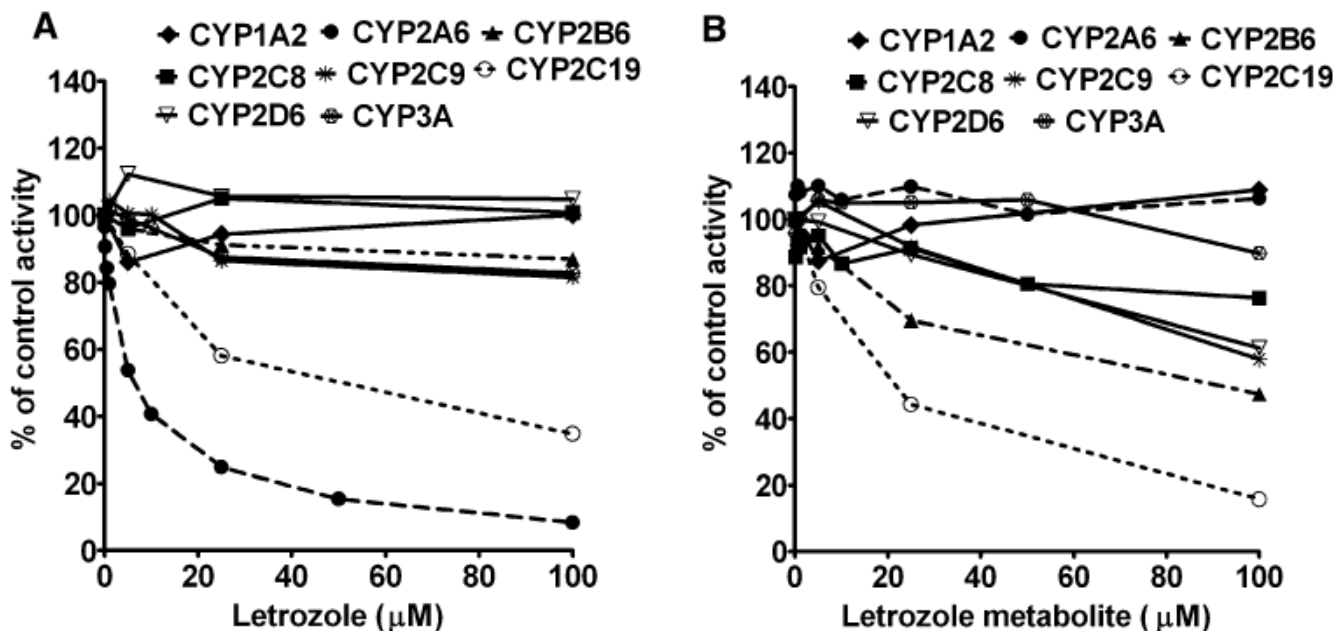 A
CYP1A2 CYP2A6 CYP2B6
CYP2C8 CYP2C9 CYP2C19
CYP2D6 CYP3A
% of control activity
140
120
100
80
60
40
20
0
0 20 40 60 80 100
Letrozole (μM)
B
CYP1A2 CYP2A6 CYP2B6
CYP2C8 CYP2C9 CYP2C19
CYP2D6 CYP3A
% of control activity
140
120
100
80
60
40
20
0
0 20 40 60 80 100
Letrozole metabolite (μM)